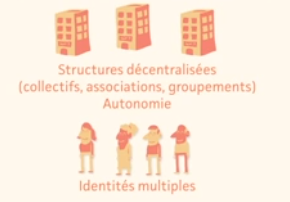 Structures décentralisées
(collectifs, associations, groupements)
Autonomie
Identités multiples